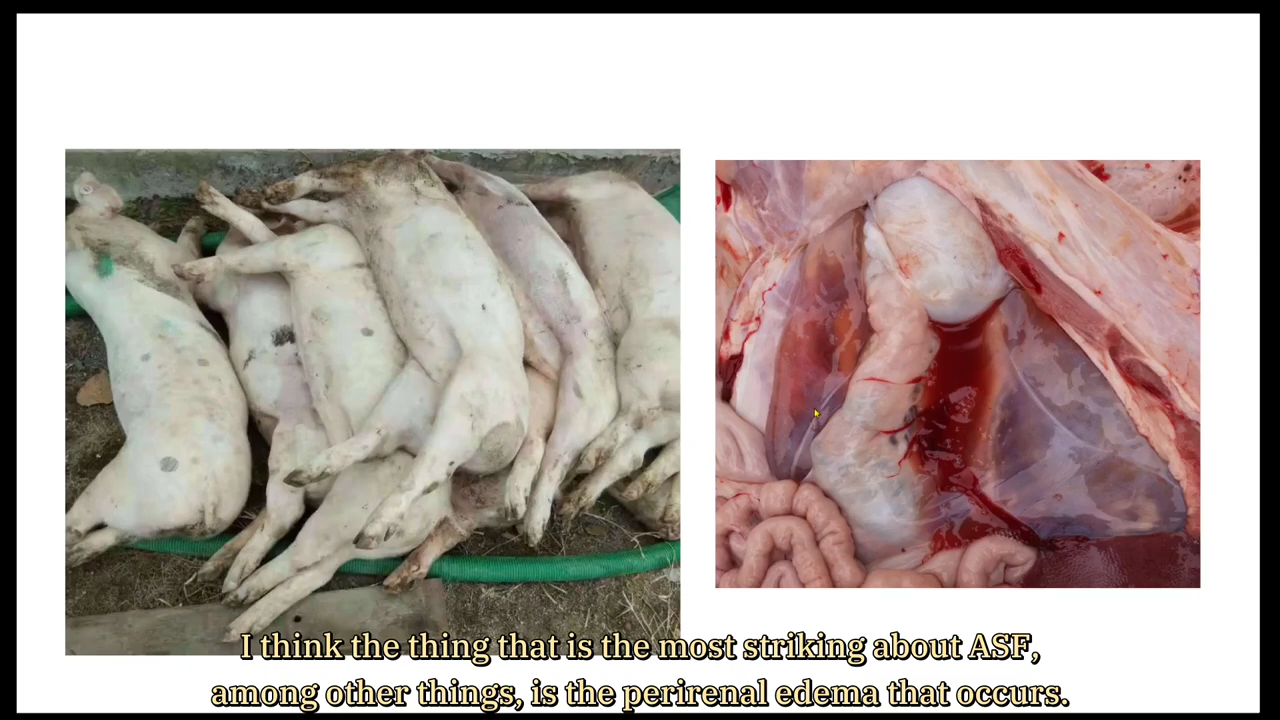 I think the thing that is the most striking about ASF,
among other things, is the perirenal edema that occurs.